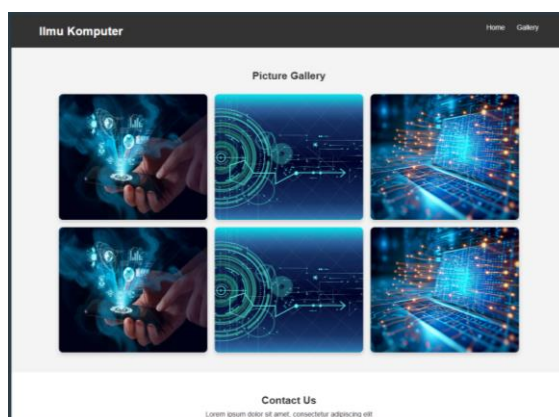 Ilmu Komputer
Home Gallery
Picture Gallery
Contact Us
Lorem ipsum dolor sit amet, consectetur adipiscing elit